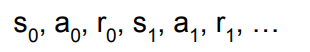 s₀, a₀, r₀, s₁, a₁, r₁, …